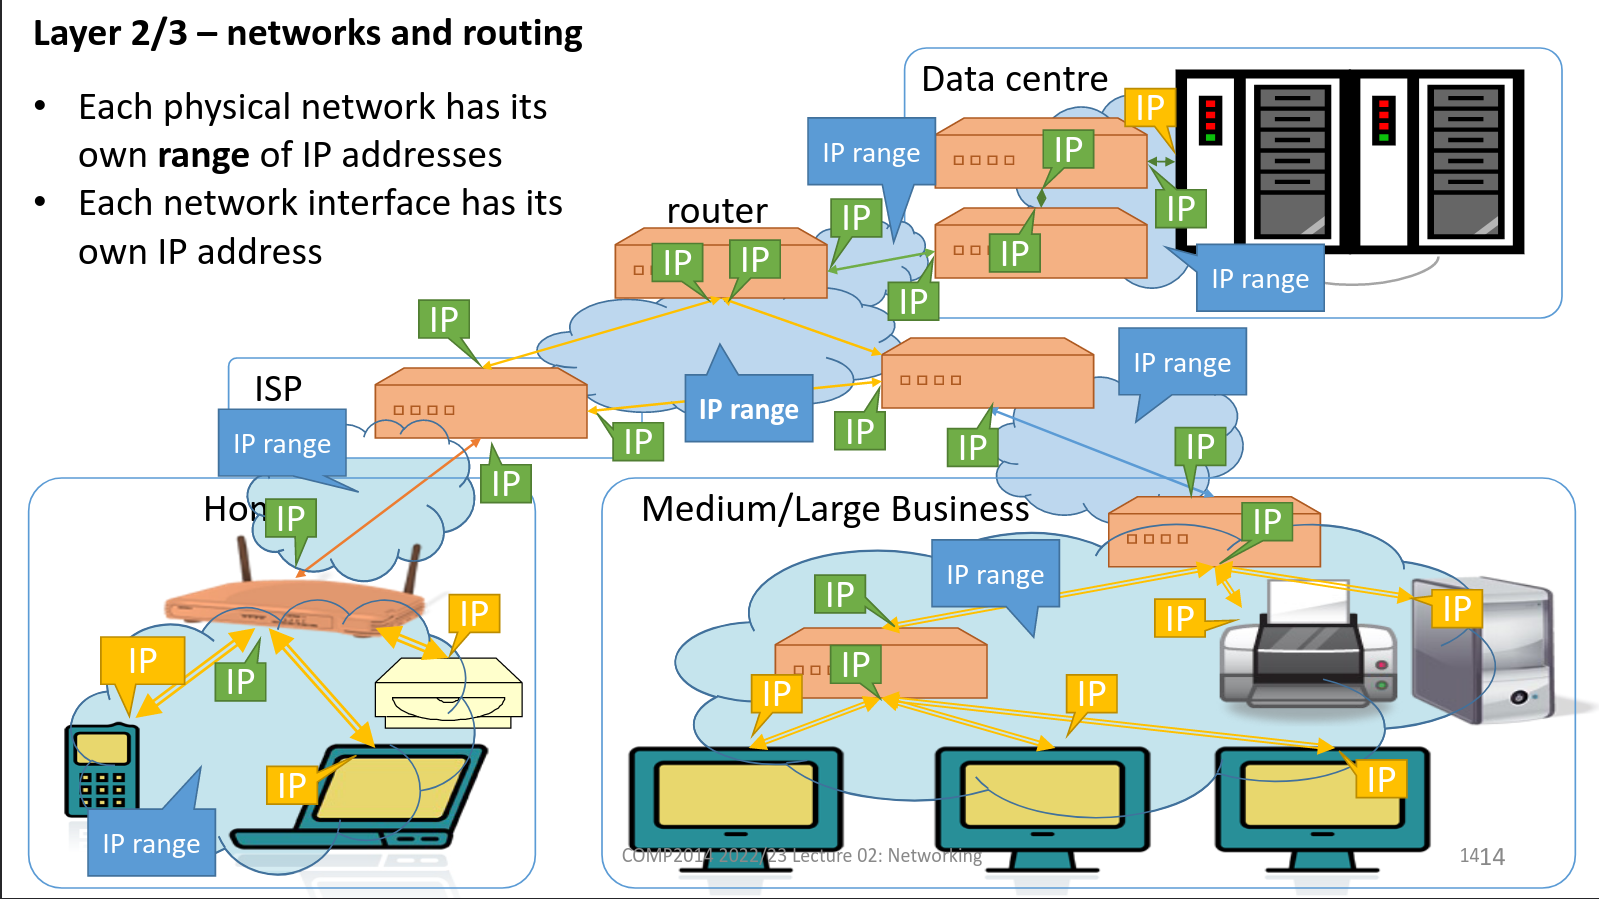 Layer 2/3 – networks and routing
• Each physical network has its
own range of IP addresses
• Each network interface has its
own IP address
Data centre
IP
IP range
IP
IP
IP
router
IP
IP
IP
IP range
IP
IP
IP range
ISP
IP range
IP
IP
IP
IP range
IP
IP
IP
Hom
IP
Medium/Large Business
IP
IP range
IP
IP
IP
IP
IP
IP
IP
IP
IP
IP
IP
IP
IP range
COMP2014 2022/23 Lecture 02: Networking
1414